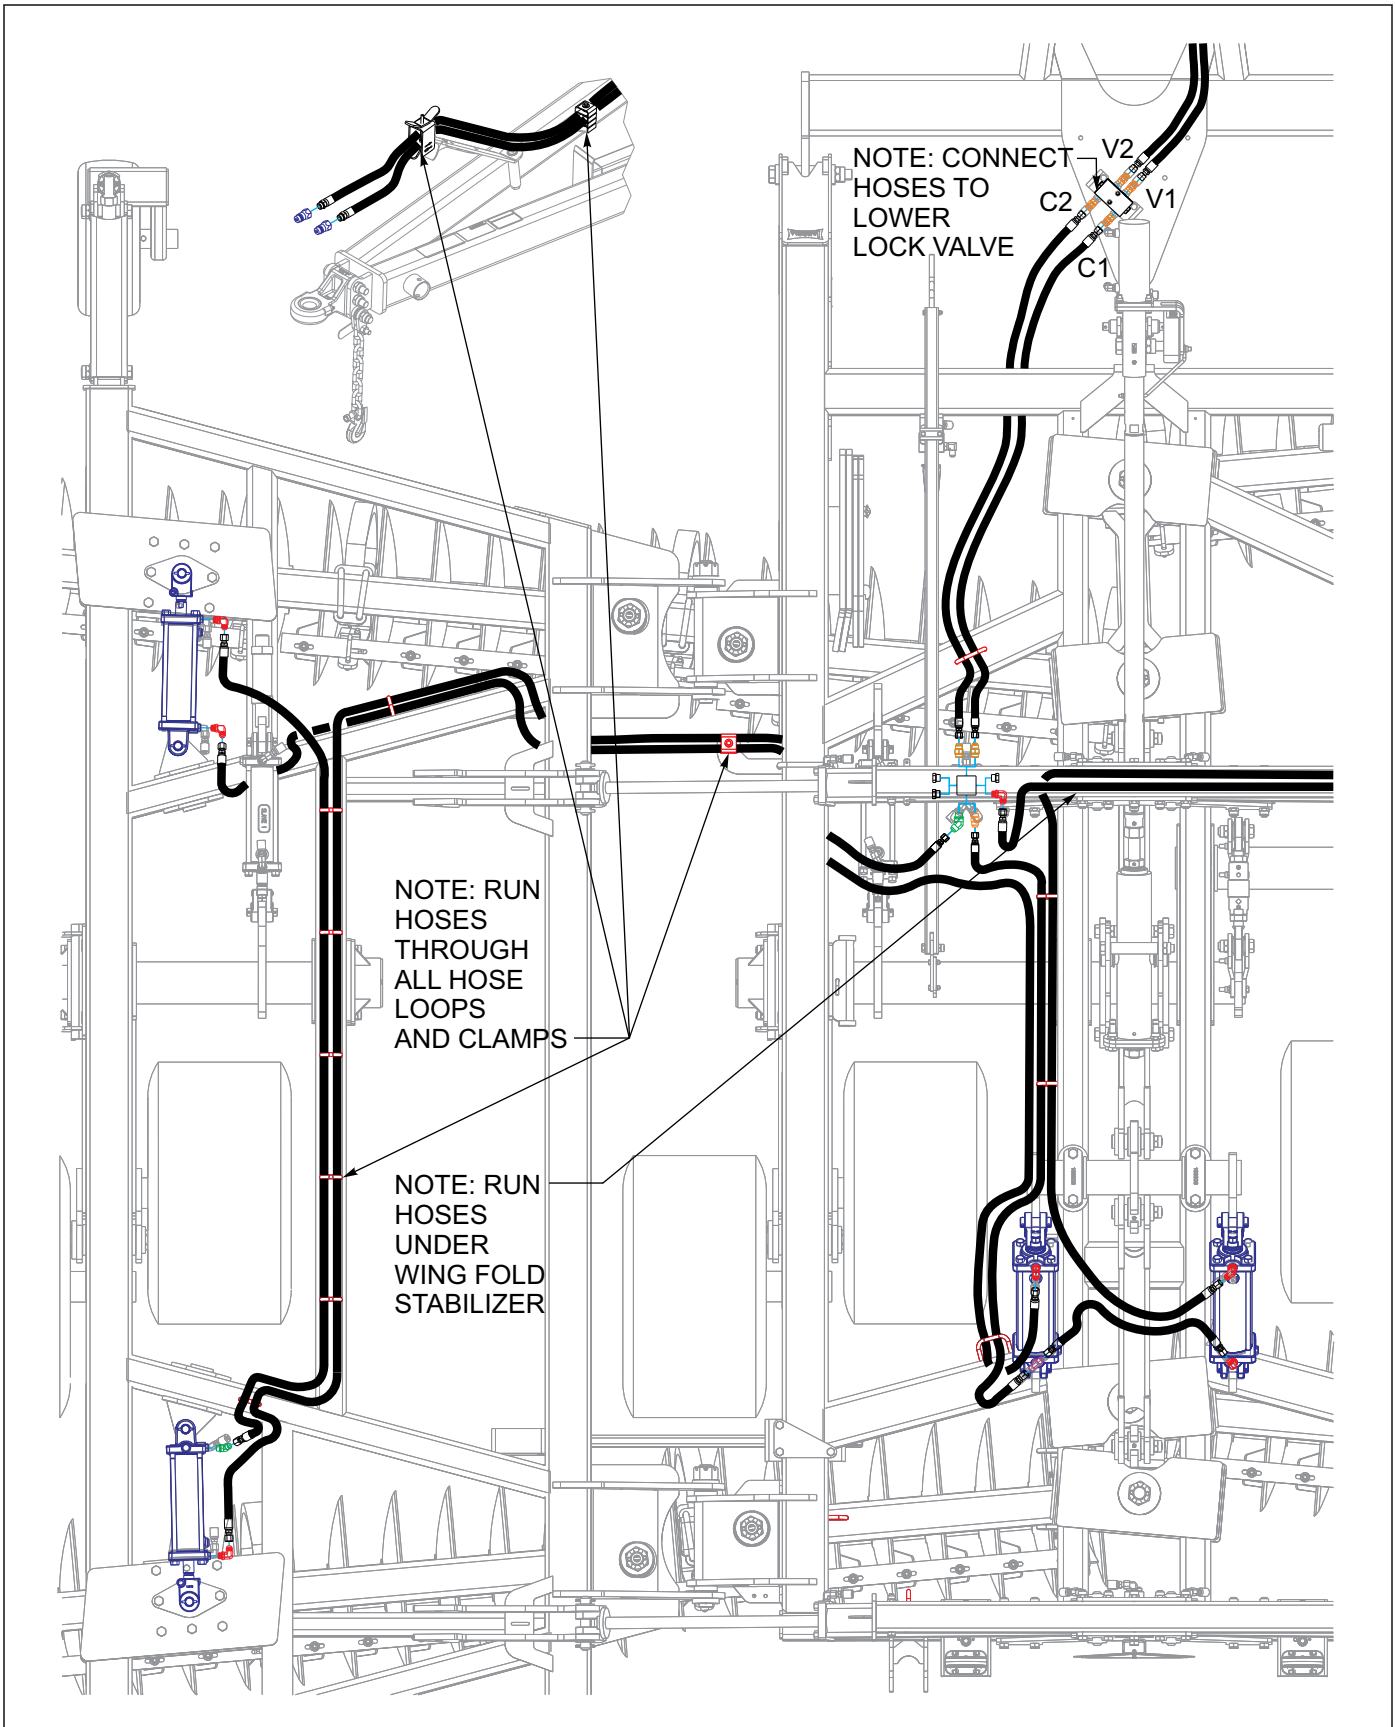 NOTE: CONNECT
HOSES TO
LOWER
LOCK VALVE
V2
V1
C2
C1
NOTE: RUN
HOSES
THROUGH
ALL HOSE
LOOPS
AND CLAMPS
NOTE: RUN
HOSES
UNDER
WING FOLD
STABILIZER